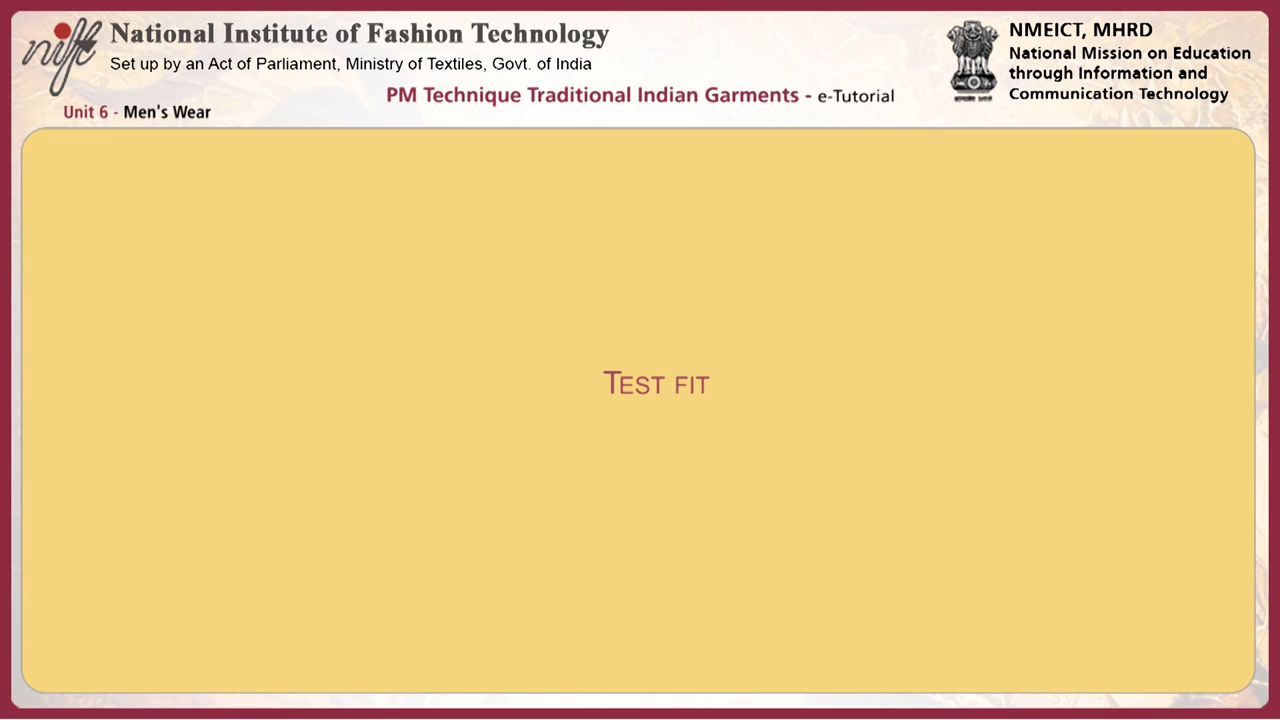 nift
National Institute of Fashion Technology
Set up by an Act of Parliament, Ministry of Textiles, Govt. of India
NMEICT, MHRD
National Mission on Education
through Information and
Communication Technology
PM Technique Traditional Indian Garments - e-Tutorial
Unit 6 - Men's Wear
TEST FIT